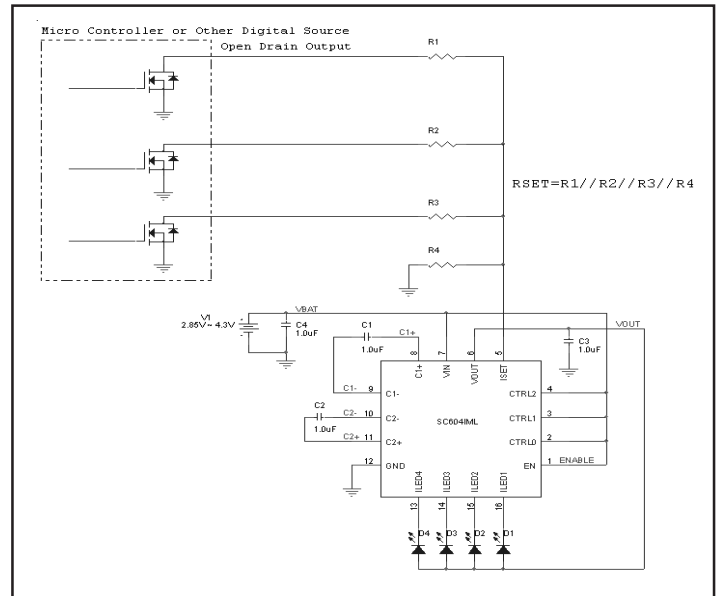 Micro Controller or Other Digital Source
Open Drain Output
R1
R2
RSET=R1//R2//R3//R4
R3
R4
V1
2.85V~ 4.3V
VBAT
C4
1.0uF
C1
1.0uF
C1+
VOUT
C3
1.0uF
8
7
6
5
C1+
VIN
VOUT
ISET
C1- 9 C1-
CTRL2 4
C2
1.0uF
C2- 10 C2-
SC604IML
CTRL1 3
C2+ 11 C2+
CTRL0 2
12 GND
EN 1 ENABLE
ILED4
ILED3
ILED2
ILED1
13
14
15
16
D4
D3
D2
D1